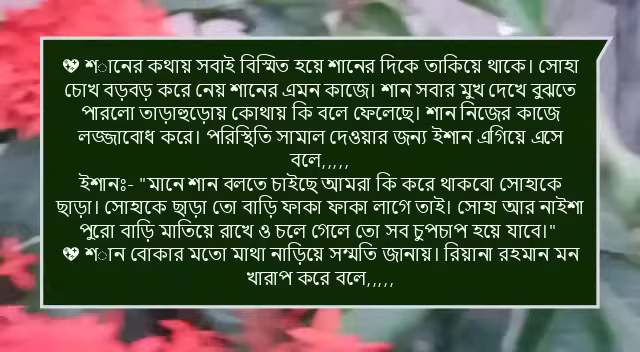 💖 শানের কথায় সবাই বিস্মিত হয়ে শানের দিকে তাকিয়ে থাকে। সোহা
চোখ বড়বড় করে নেয় শানের এমন কাজে। শান সবার মুখ দেখে বুঝতে
পারলো তাড়াহুড়োয় কোথায় কি বলে ফেলেছে। শান নিজের কাজে
লজ্জাবোধ করে। পরিস্থিতি সামাল দেওয়ার জন্য ইশান এগিয়ে এসে
বলে,,,,,
ইশানঃ- "মানে শান বলতে চাইছে আমরা কি করে থাকবো সোহাকে
ছাড়া। সোহাকে ছাড়া তো বাড়ি ফাকা ফাকা লাগে তাই। সোহা আর নাইশা
পুরো বাড়ি মাতিয়ে রাখে ও চলে গেলে তো সব চুপচাপ হয়ে যাবে।"
💖 শান বোকার মতো মাথা নাড়িয়ে সম্মতি জানায়। রিয়ানা রহমান মন
খারাপ করে বলে,,,,,